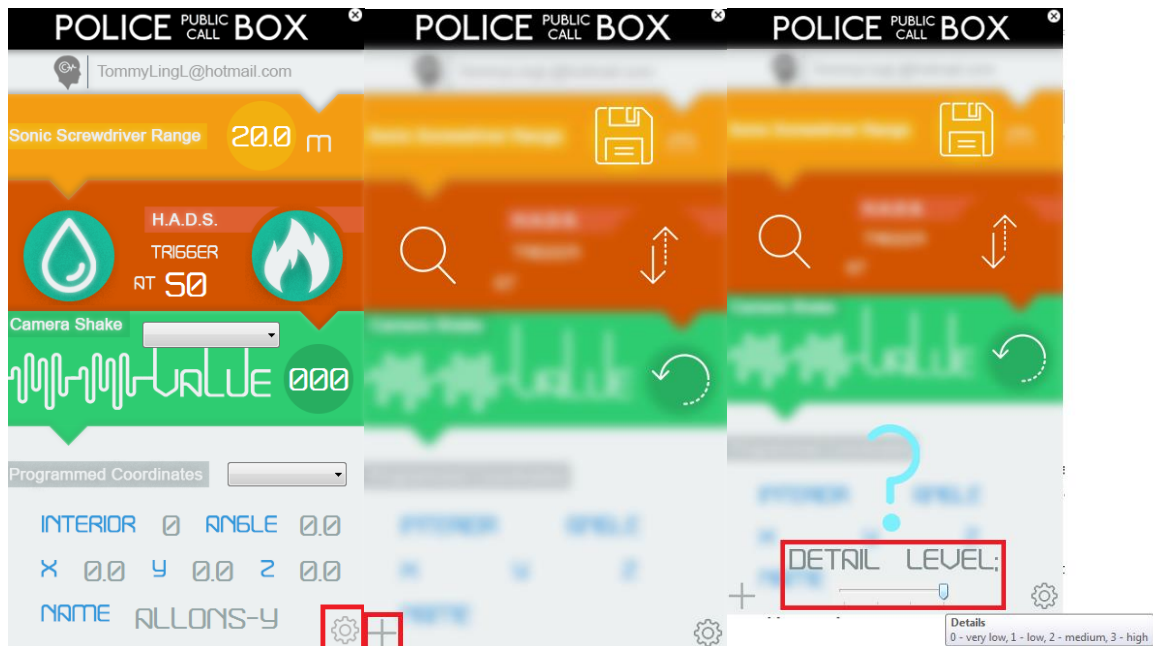 POLICE PUBLIC CALL BOX
TommyLingL@hotmail.com
Sonic Screwdriver Range 20.0 m
H.A.D.S.
TRIGGER
AT 50
Camera Shake
VALUE 000
Programmed Coordinates
INTERIOR 0 ANGLE 0.0
X 0.0 Y 0.0 Z 0.0
NAME ALLONS-Y
POLICE PUBLIC CALL BOX
POLICE PUBLIC CALL BOX
?
DETAIL LEVEL;
Details
0 - very low, 1 - low, 2 - medium, 3 - high